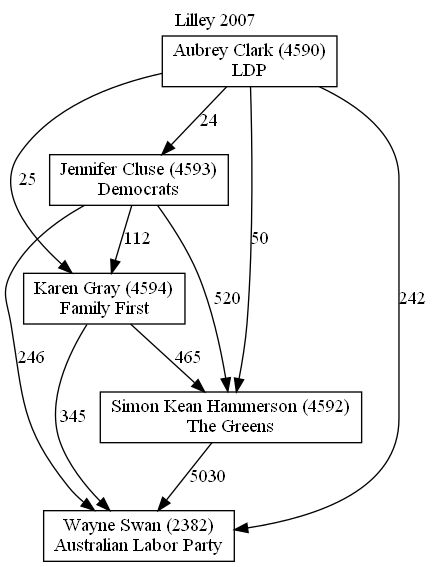 Lilley 2007
Aubrey Clark (4590)
LDP
24
Jennifer Cluse (4593)
Democrats
25
112
50
Karen Gray (4594)
Family First
520
242
246
345
465
Simon Kean Hammerson (4592)
The Greens
5030
Wayne Swan (2382)
Australian Labor Party